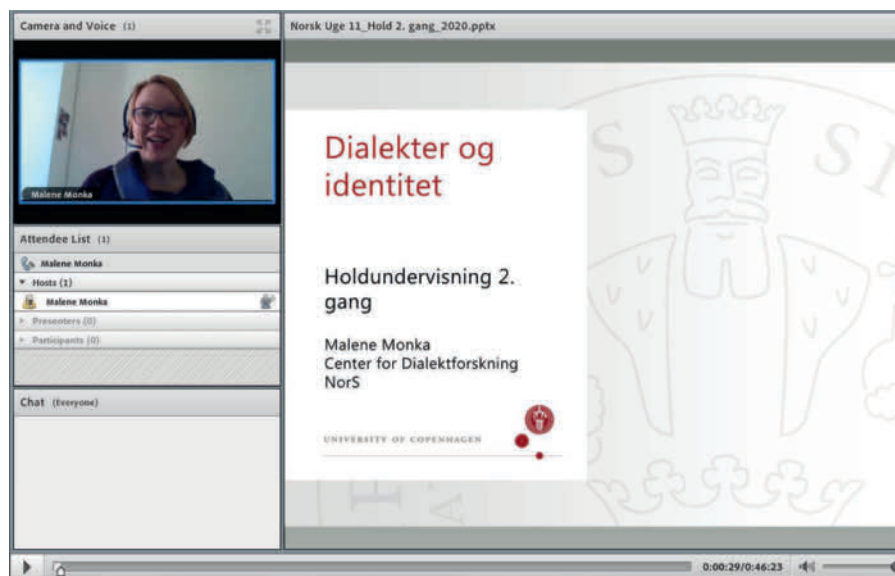 Camera and Voice (1)
Malene Monka
Attendee List (1)
Malene Monka
Hosts (1)
Malene Monka
Presenters (0)
Participants (0)
Chat (Everyone)
Norsk Uge 11_Hold 2. gang_2020.pptx
Dialekter og
identitet
Holdundervisning 2.
gang
Malene Monka
Center for Dialektforskning
NorS
UNIVERSITY OF COPENHAGEN
0:00:29/0:46:23